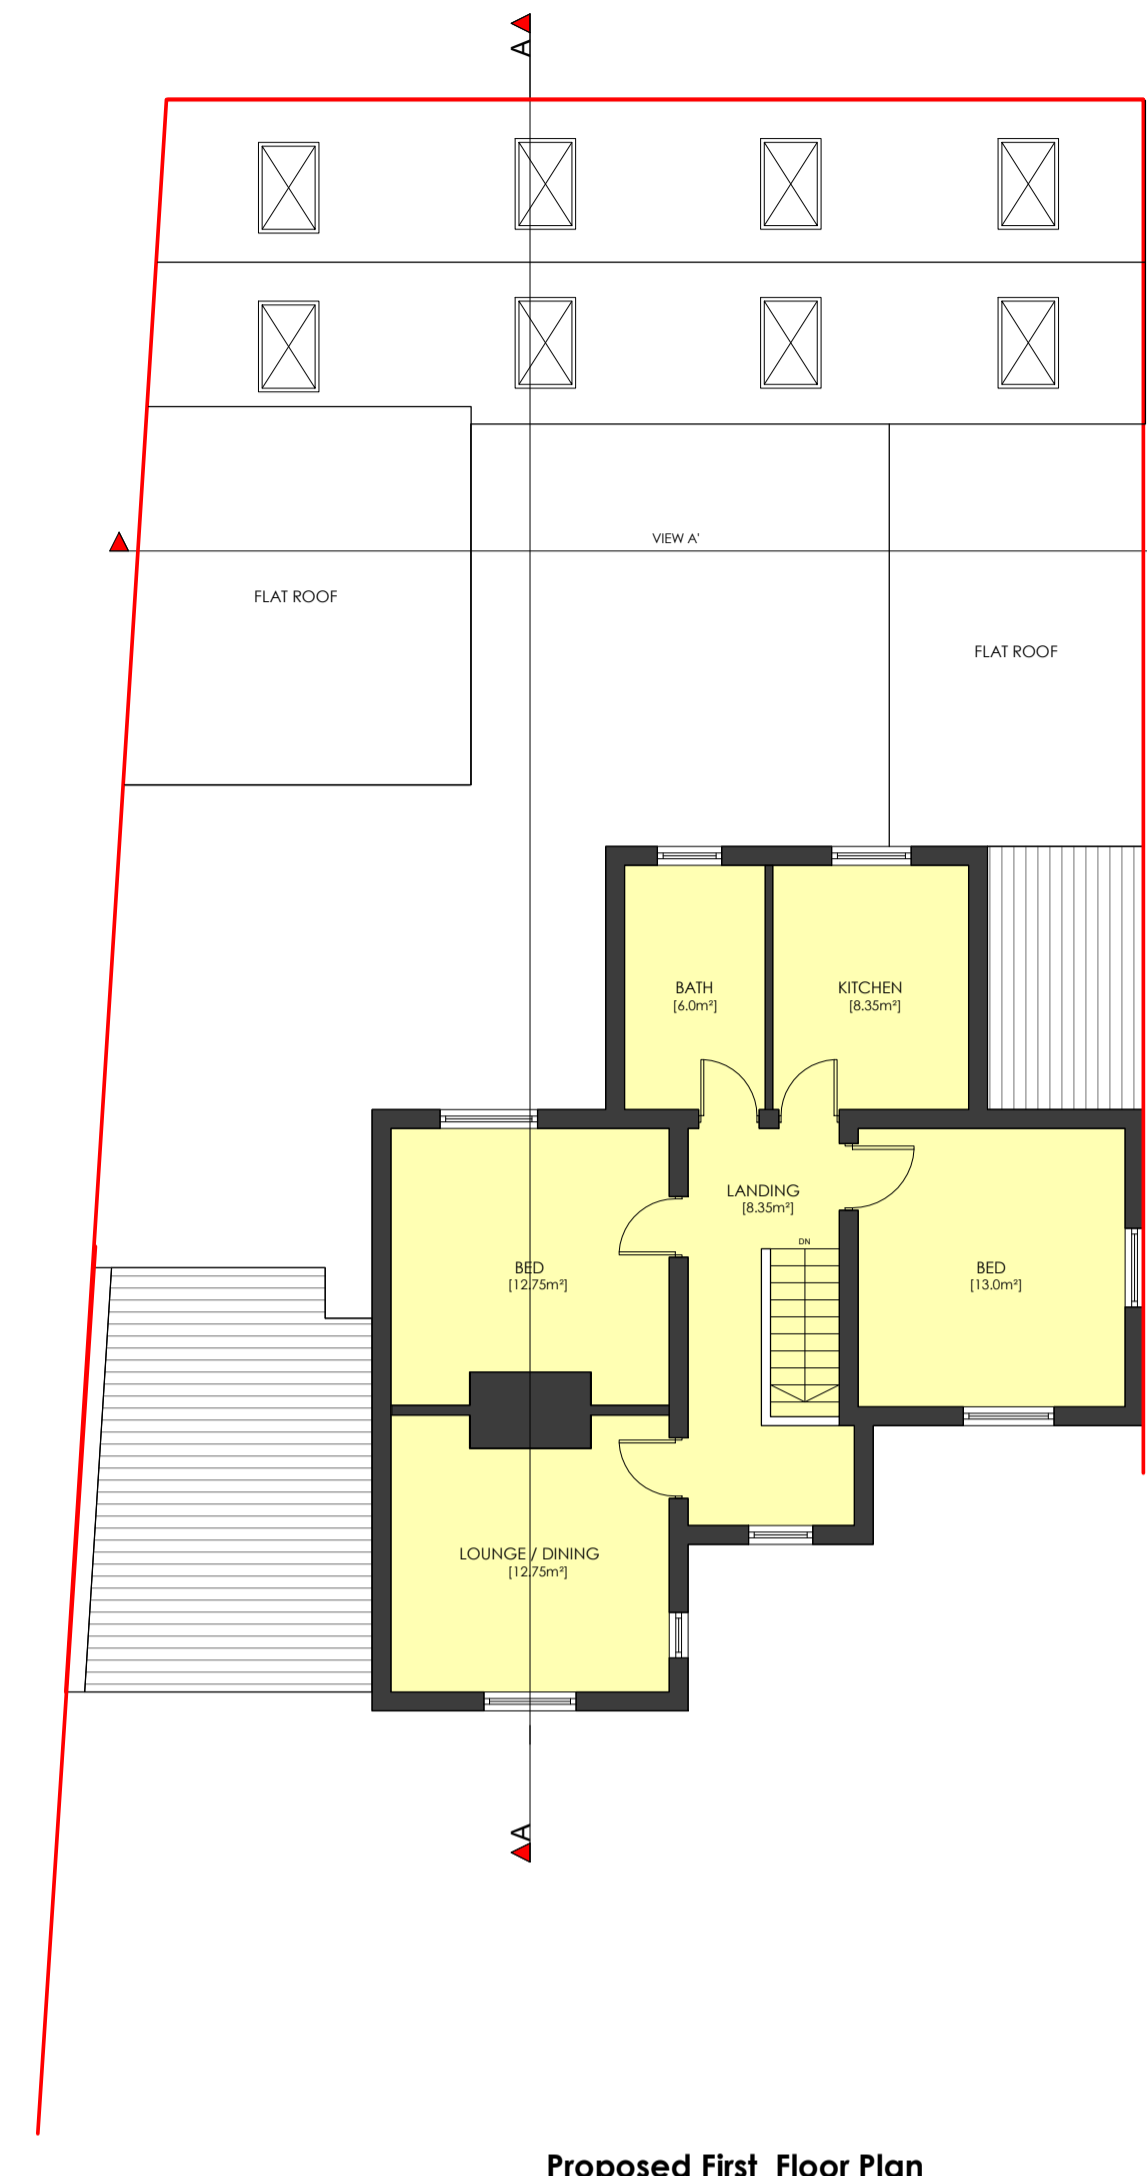 A
VIEW A'
FLAT ROOF
FLAT ROOF
BATH
[6.0m²]
KITCHEN
[8.35m²]
LANDING
[8.35m²]
DN
BED
[12.75m²]
BED
[13.0m²]
LOUNGE / DINING
[12.75m²]
A
Proposed First Floor Plan